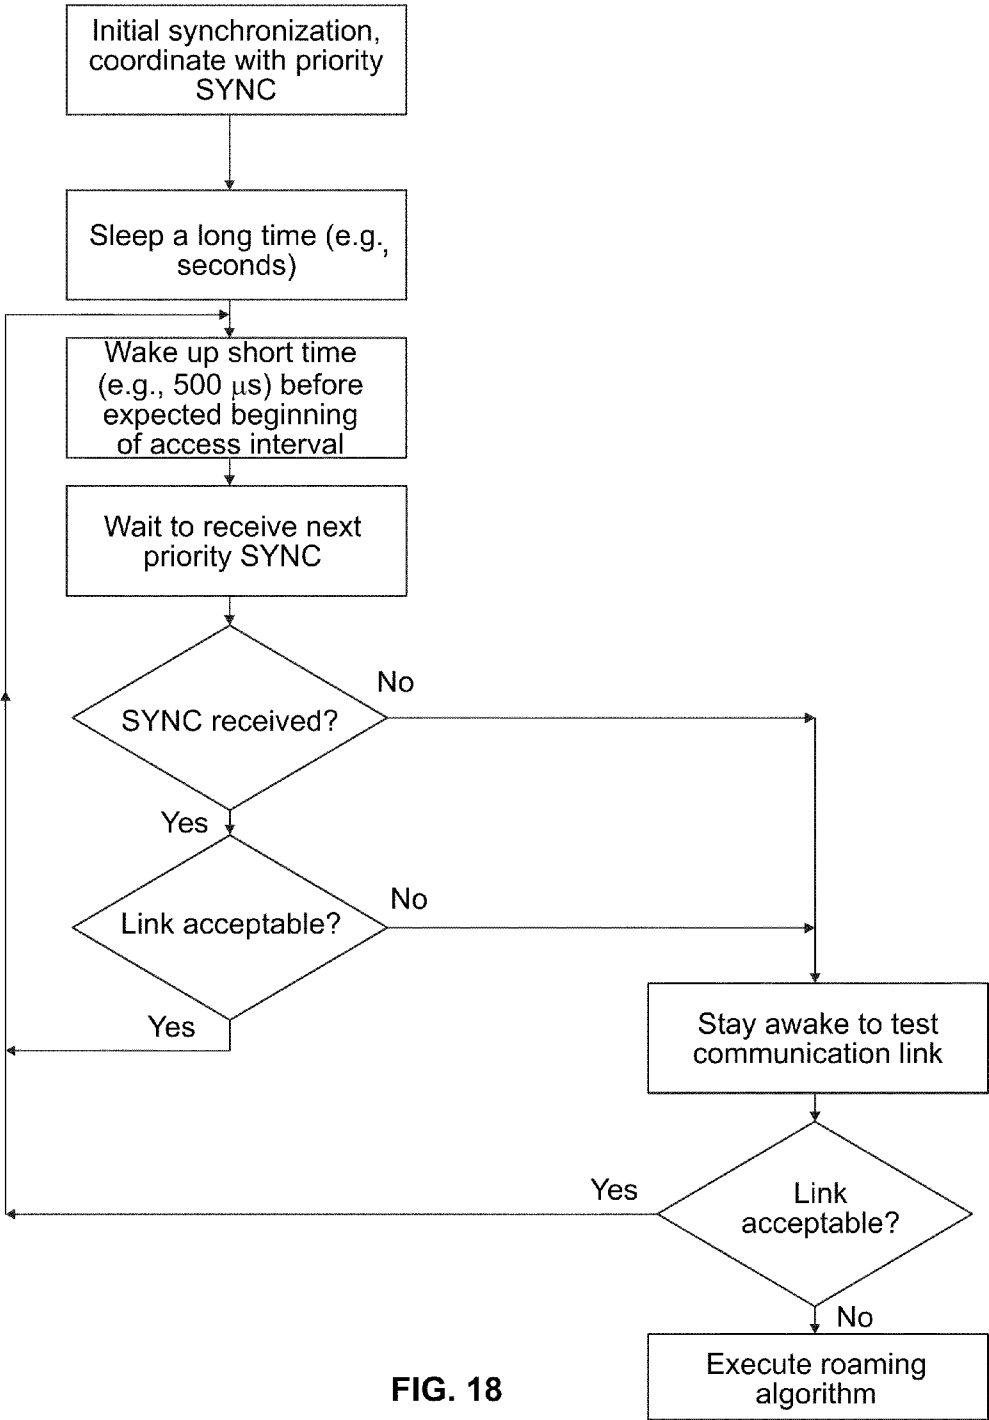 Initial synchronization,
coordinate with priority
SYNC
Sleep a long time (e.g.,
seconds)
Wake up short time
(e.g., 500 µs) before
expected beginning
of access interval
Wait to receive next
priority SYNC
SYNC received?
No
Yes
Link acceptable?
No
Yes
Stay awake to test
communication link
Link
acceptable?
Yes
No
Execute roaming
algorithm
FIG. 18